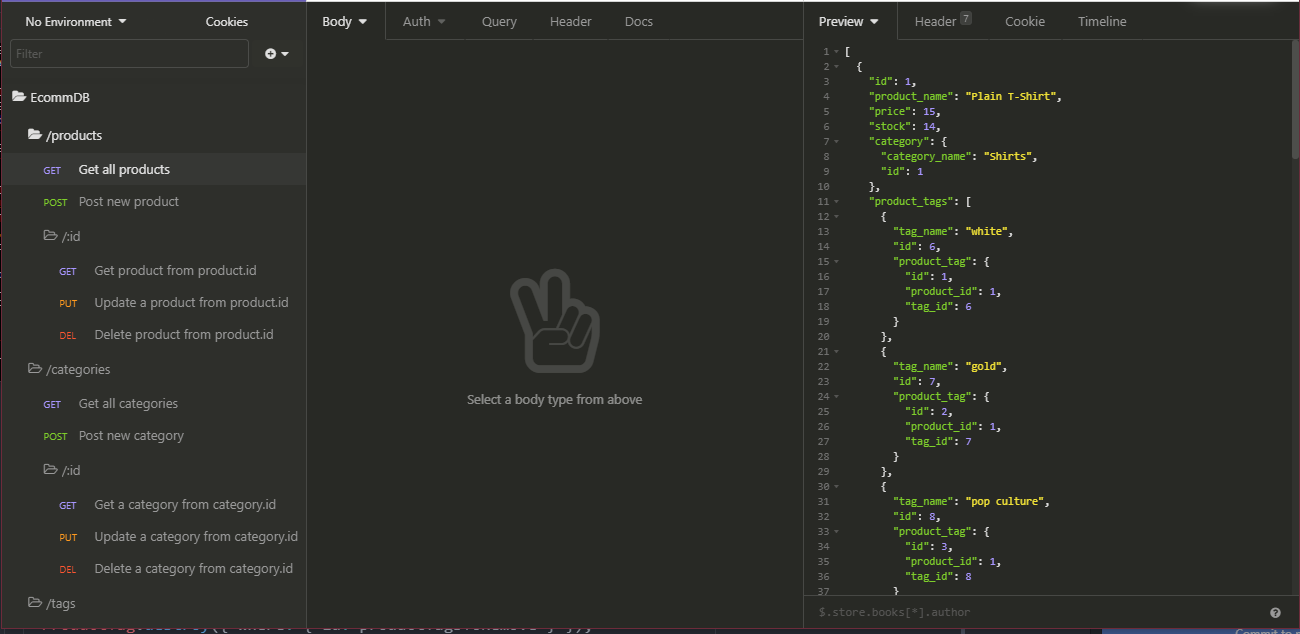 No Environment
Cookies
Filter
EcommDB
/products
GET Get all products
POST Post new product
/:id
GET Get product from product.id
PUT Update a product from product.id
DEL Delete product from product.id
/categories
GET Get all categories
POST Post new category
/:id
GET Get a category from category.id
PUT Update a category from category.id
DEL Delete a category from category.id
/tags
Body Auth Query Header Docs
Select a body type from above
Preview Header 7 Cookie Timeline
1 [
2 {
3 "id": 1,
4 "product_name": "Plain T-Shirt",
5 "price": 15,
6 "stock": 14,
7 "category": {
8 "category_name": "Shirts",
9 "id": 1
10 },
11 "product_tags": [
12 {
13 "tag_name": "white",
14 "id": 6,
15 "product_tag": {
16 "id": 1,
17 "product_id": 1,
18 "tag_id": 6
19 }
20 },
21 {
22 "tag_name": "gold",
23 "id": 7,
24 "product_tag": {
25 "id": 2,
26 "product_id": 1,
27 "tag_id": 7
28 }
29 },
30 {
31 "tag_name": "pop culture",
32 "id": 8,
33 "product_tag": {
34 "id": 3,
35 "product_id": 1,
36 "tag_id": 8
37 }
$.store.books[*].author